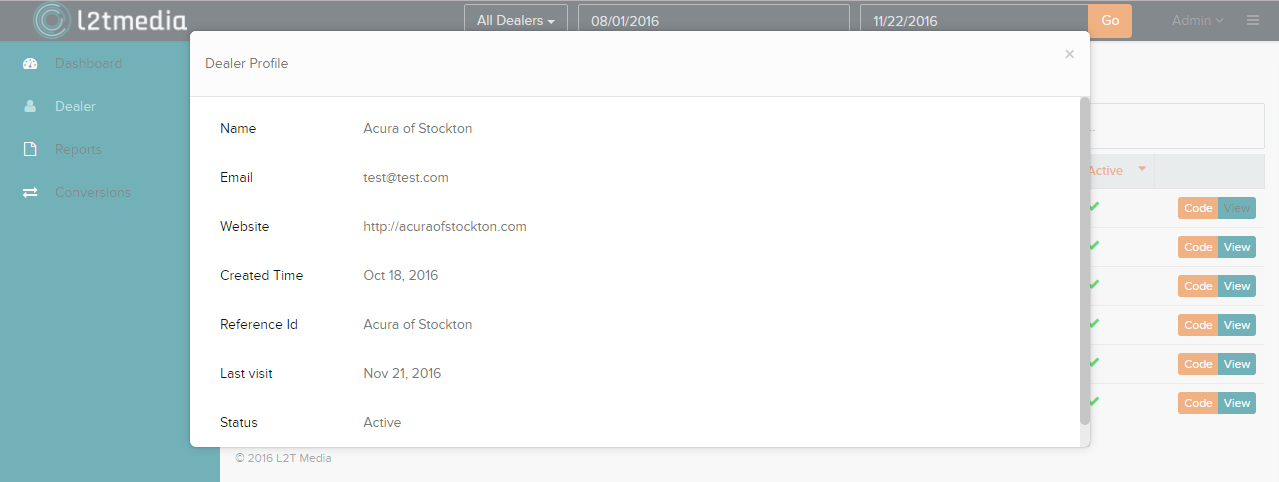 l2tmedia
All Dealers
08/01/2016
11/22/2016
Go
Admin
Dashboard
Dealer
Reports
Conversions
Dealer Profile
×
Name Acura of Stockton
Email test@test.com
Website http://acuraofstockton.com
Created Time Oct 18, 2016
Reference Id Acura of Stockton
Last visit Nov 21, 2016
Status Active
Active
Code View
Code View
Code View
Code View
Code View
Code View
© 2016 L2T Media